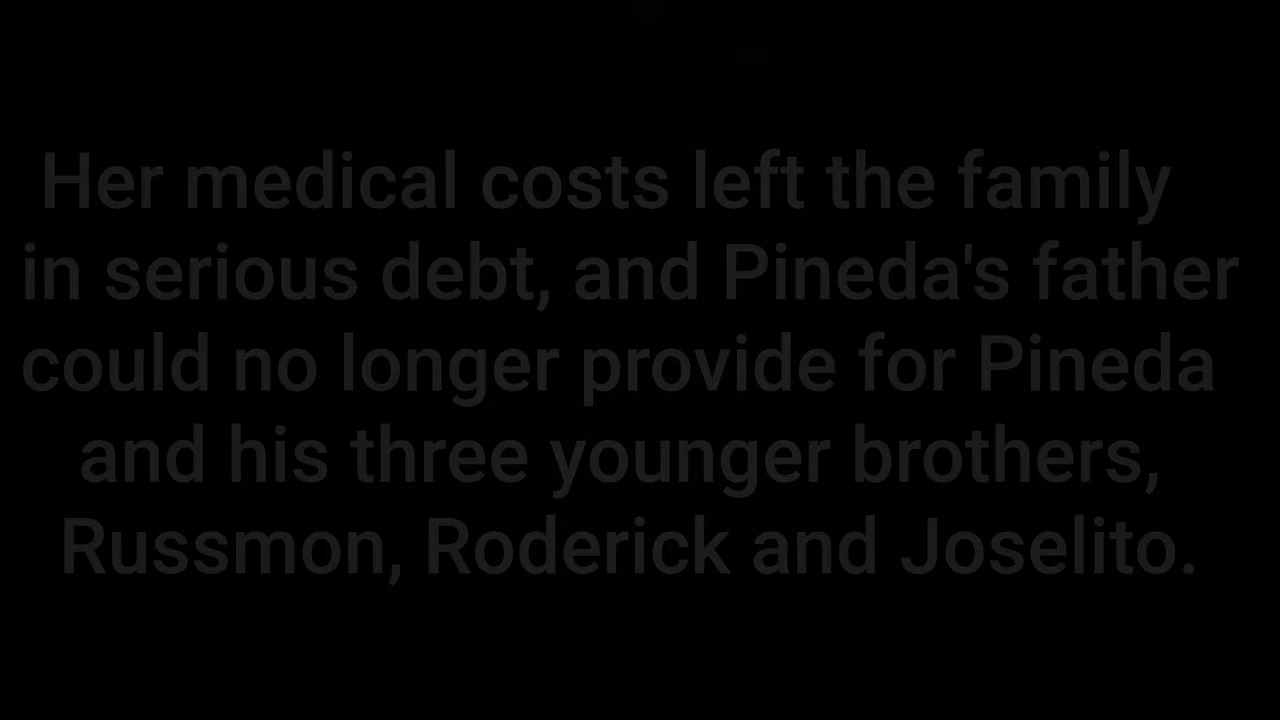 Her medical costs left the family
in serious debt, and Pineda's father
could no longer provide for Pineda
and his three younger brothers,
Russmon, Roderick and Joselito.